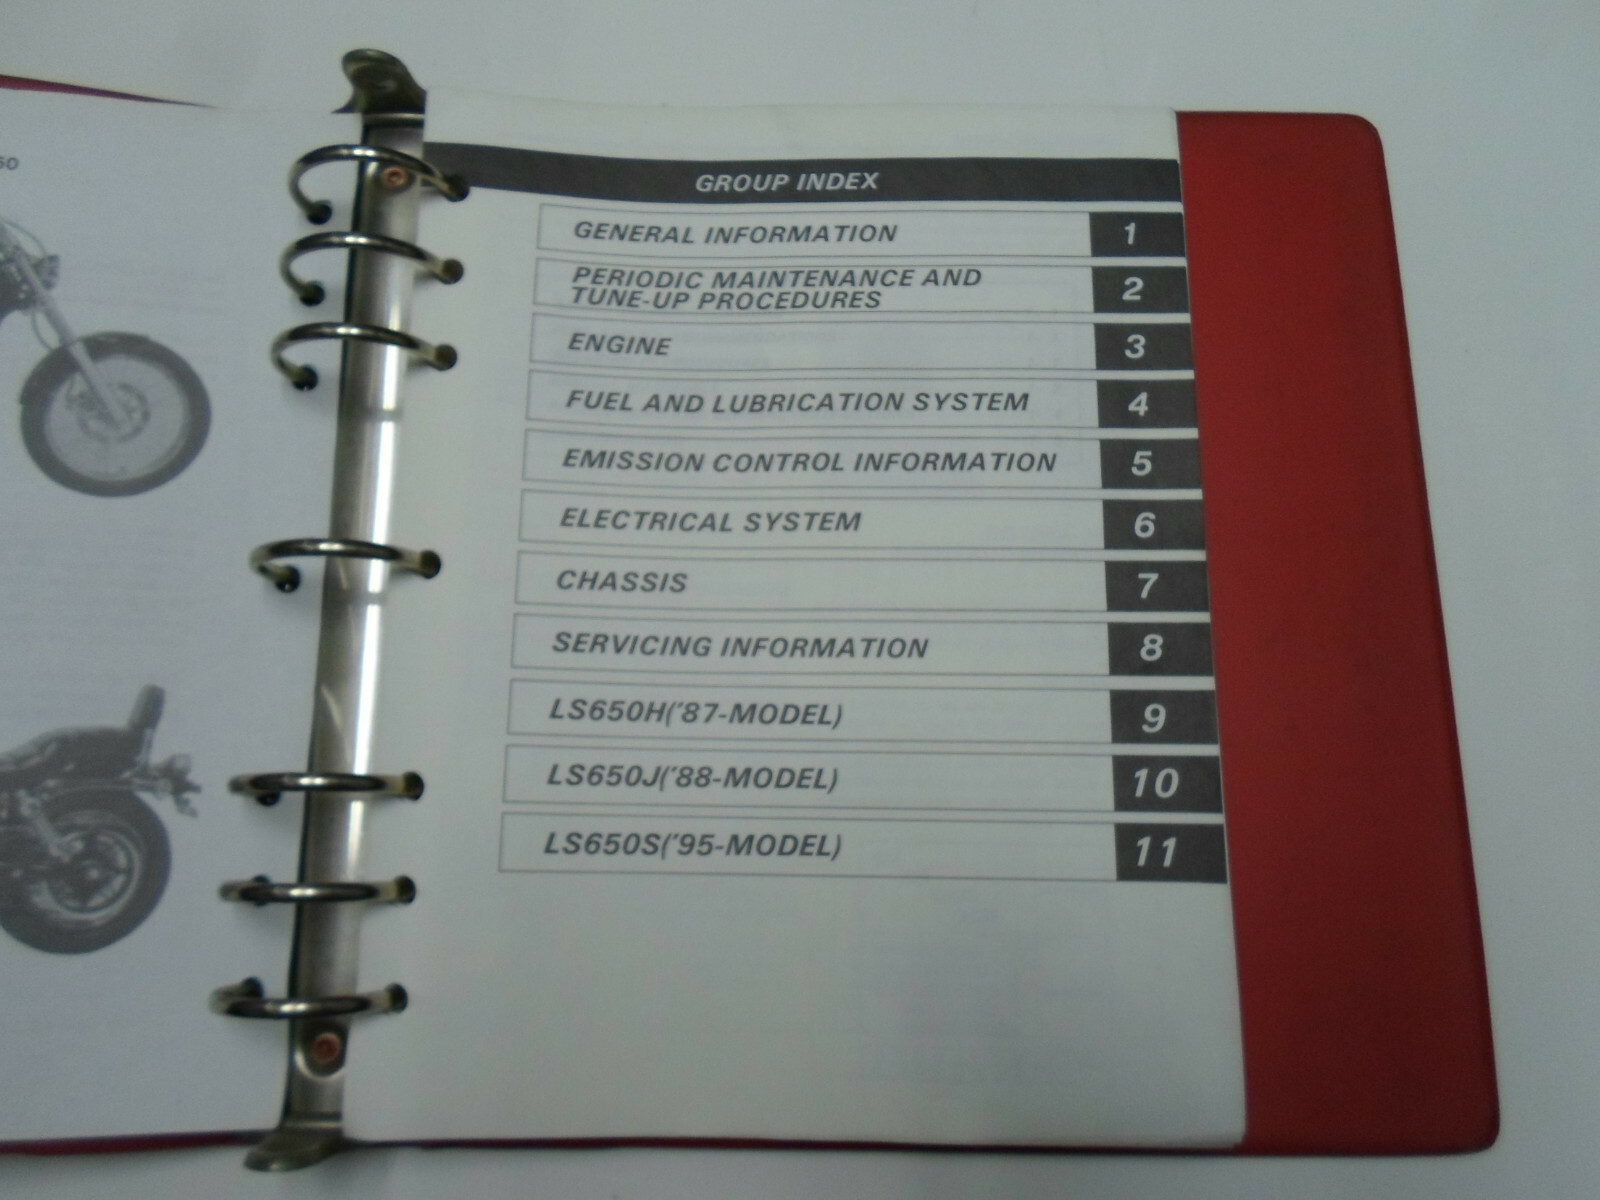 GROUP INDEX
GENERAL INFORMATION 1
PERIODIC MAINTENANCE AND
TUNE-UP PROCEDURES 2
ENGINE 3
FUEL AND LUBRICATION SYSTEM 4
EMISSION CONTROL INFORMATION 5
ELECTRICAL SYSTEM 6
CHASSIS 7
SERVICING INFORMATION 8
LS650H('87-MODEL) 9
LS650J('88-MODEL) 10
LS650S('95-MODEL) 11